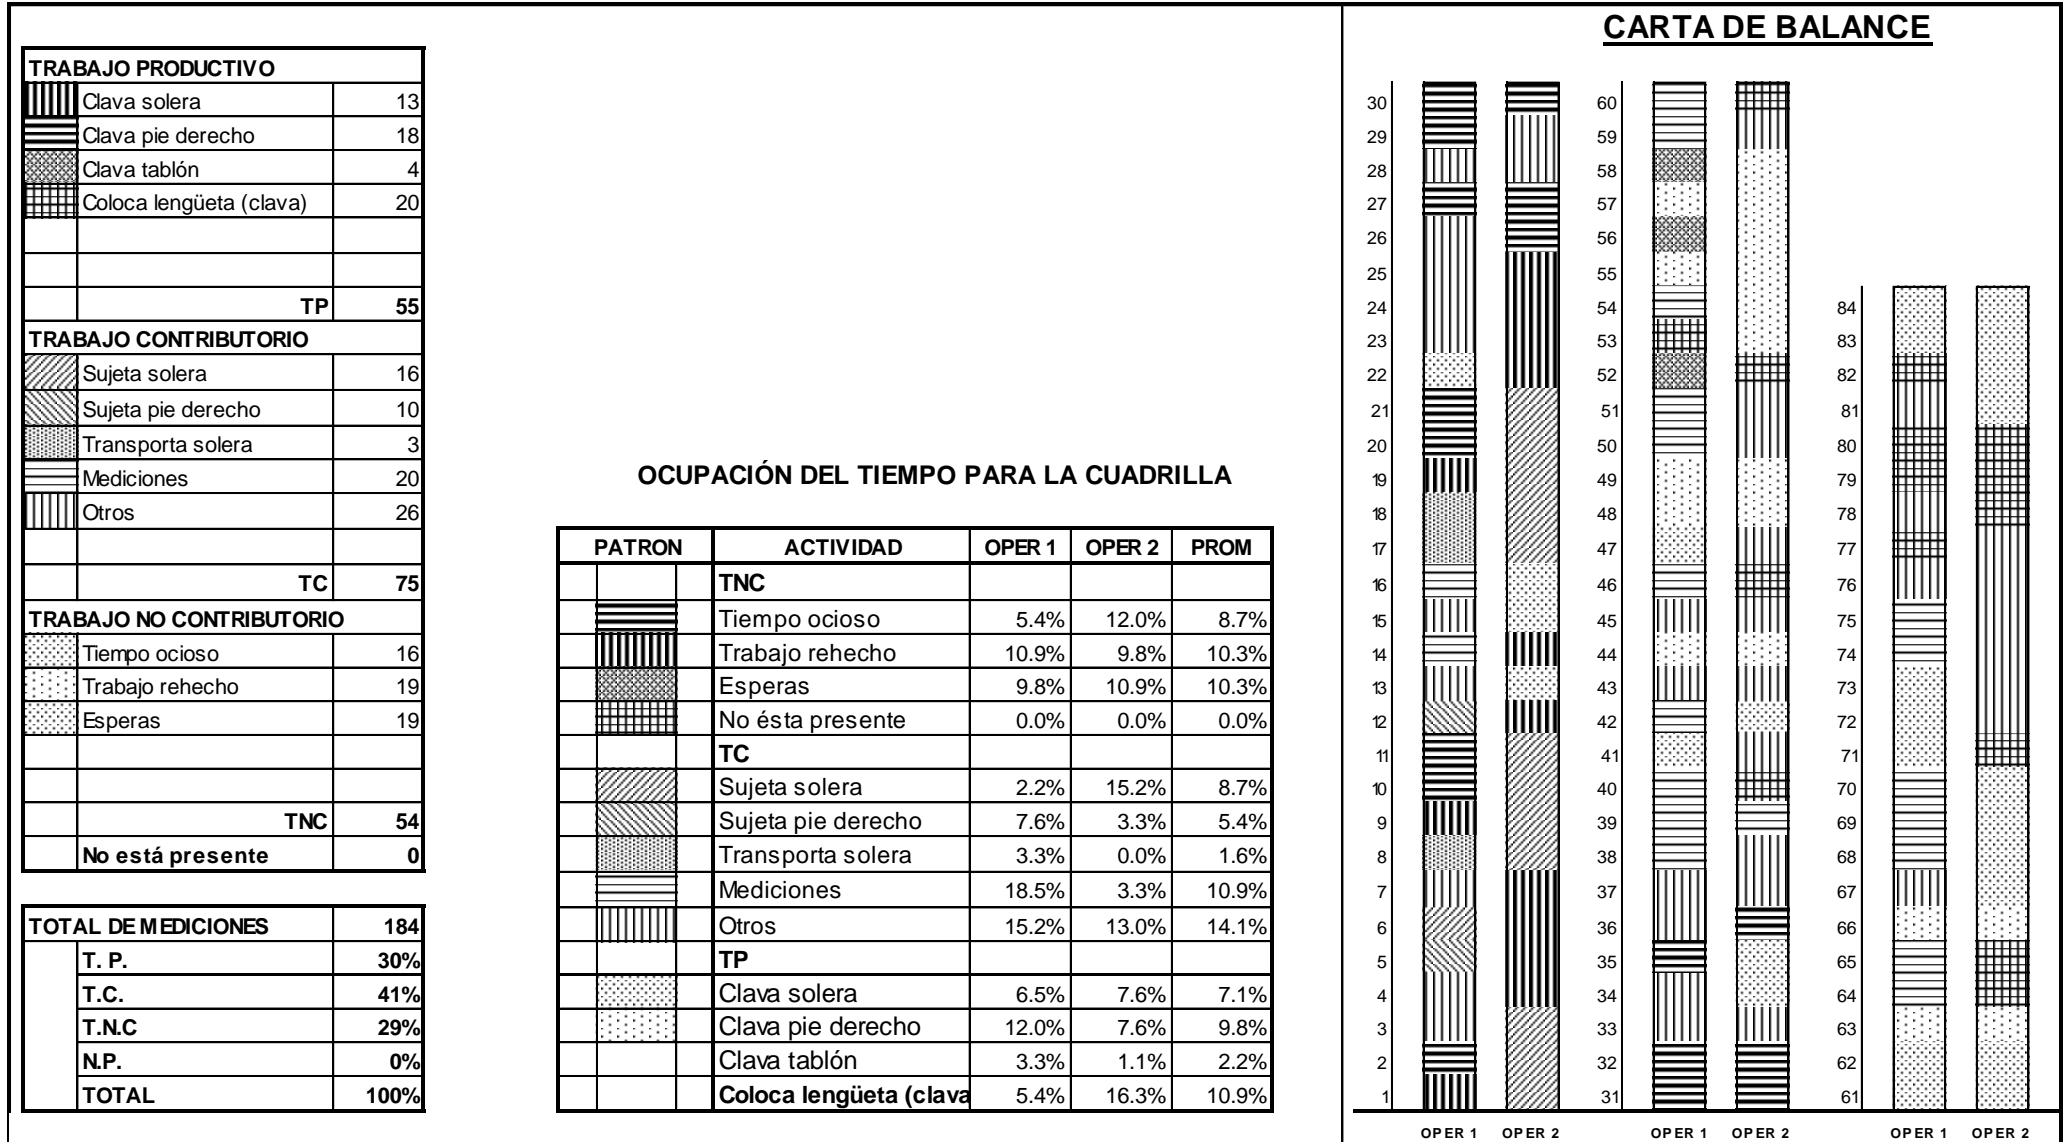 CARTA DE BALANCE
TRABAJO PRODUCTIVO
Clava solera 13
Clava pie derecho 18
Clava tablón 4
Coloca lengüeta (clava) 20
TP 55
TRABAJO CONTRIBUTORIO
Sujeta solera 16
Sujeta pie derecho 10
Transporta solera 3
Mediciones 20
Otros 26
TC 75
TRABAJO NO CONTRIBUTORIO
Tiempo ocioso 16
Trabajo rehecho 19
Esperas 19
TNC 54
No está presente 0
TOTAL DE MEDICIONES 184
T. P. 30%
T.C. 41%
T.N.C 29%
N.P. 0%
TOTAL 100%
OCUPACIÓN DEL TIEMPO PARA LA CUADRILLA
PATRON ACTIVIDAD OPER 1 OPER 2 PROM
TNC
Tiempo ocioso 5.4% 12.0% 8.7%
Trabajo rehecho 10.9% 9.8% 10.3%
Esperas 9.8% 10.9% 10.3%
No ésta presente 0.0% 0.0% 0.0%
TC
Sujeta solera 2.2% 15.2% 8.7%
Sujeta pie derecho 7.6% 3.3% 5.4%
Transporta solera 3.3% 0.0% 1.6%
Mediciones 18.5% 3.3% 10.9%
Otros 15.2% 13.0% 14.1%
TP
Clava solera 6.5% 7.6% 7.1%
Clava pie derecho 12.0% 7.6% 9.8%
Clava tablón 3.3% 1.1% 2.2%
Coloca lengüeta (clava 5.4% 16.3% 10.9%
30 60
29 59
28 58
27 57
26 56
25 55
24 54 84
23 53 83
22 52 82
21 51 81
20 50 80
19 49 79
18 48 78
17 47 77
16 46 76
15 45 75
14 44 74
13 43 73
12 42 72
11 41 71
10 40 70
9 39 69
8 38 68
7 37 67
6 36 66
5 35 65
4 34 64
3 33 63
2 32 62
1 31 61
OPER 1 OPER 2 OPER 1 OPER 2 OPER 1 OPER 2